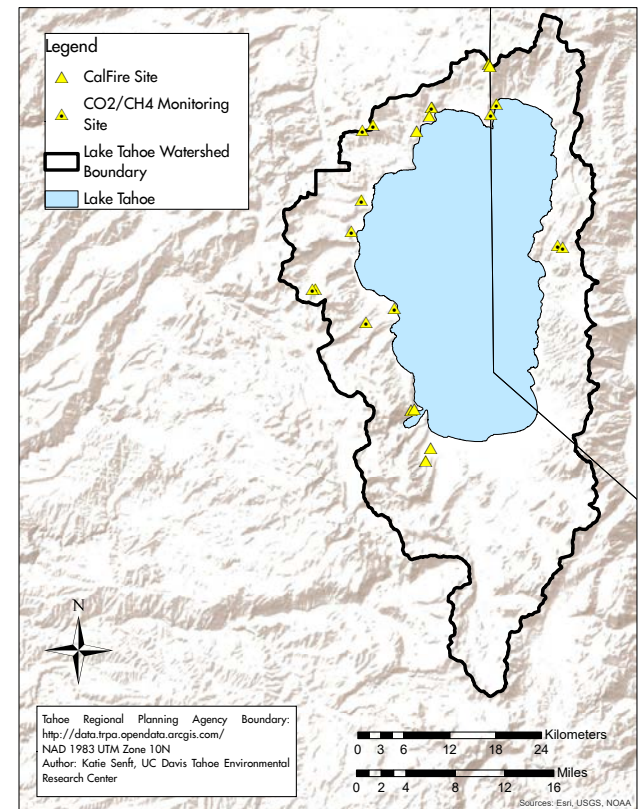 Legend
CalFire Site
CO2/CH4 Monitoring
Site
Lake Tahoe Watershed
Boundary
Lake Tahoe
N
Tahoe Regional Planning Agency Boundary:
http://data.trpa.opendata.arcgis.com/
NAD 1983 UTM Zone 10N
Author: Katie Senft, UC Davis Tahoe Environmental
Research Center
Kilometers
0 3 6 12 18 24
Miles
0 2 4 8 12 16
Sources: Esri, USGS, NOAA